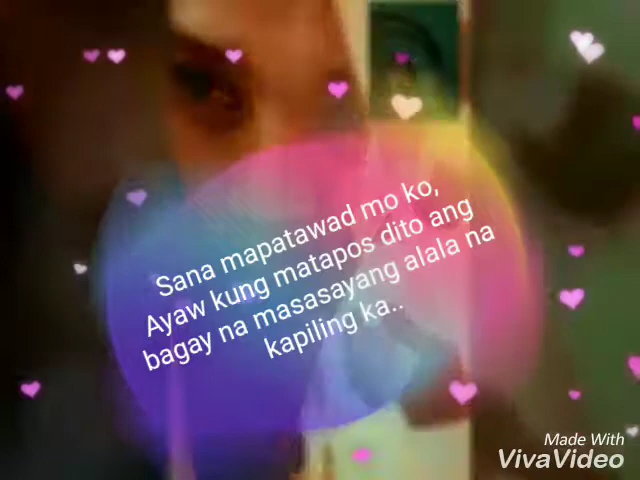 Sana mapatawad mo ko,
Ayaw kung matapos dito ang
bagay na masasayang alala na
kapiling ka..
Made With
VivaVideo